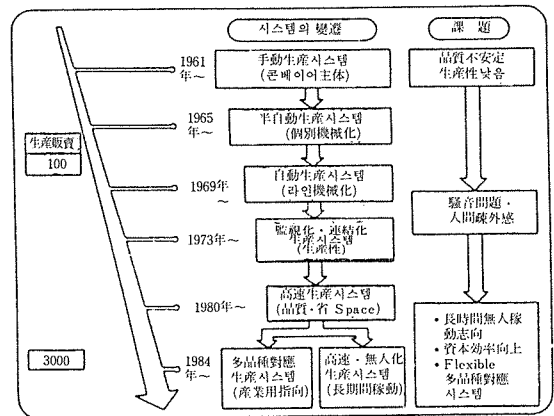 시스템의 變遷
課題
1961
年～
手動生産시스템
(콘베이어主体)
品質不安定
生産性낮음
1965
年～
半自動生産시스템
(個別機械化)
生産販賣
100
1969年
～
自動生産시스템
(라인機械化)
騷音問題·
人間疎外感
1973年～
監視化·連結化
生産시스템
(生産性)
1980年～
高速生産시스템
(品質·省 Space)
3000
1984
年～
多品種對應
生産시스템
(産業用指向)
高速·無人化
生産시스템
(長期間稼動)
• 長時間無人稼
動志向
• 資本効率向上
• Flexible
多品種對應
시스템